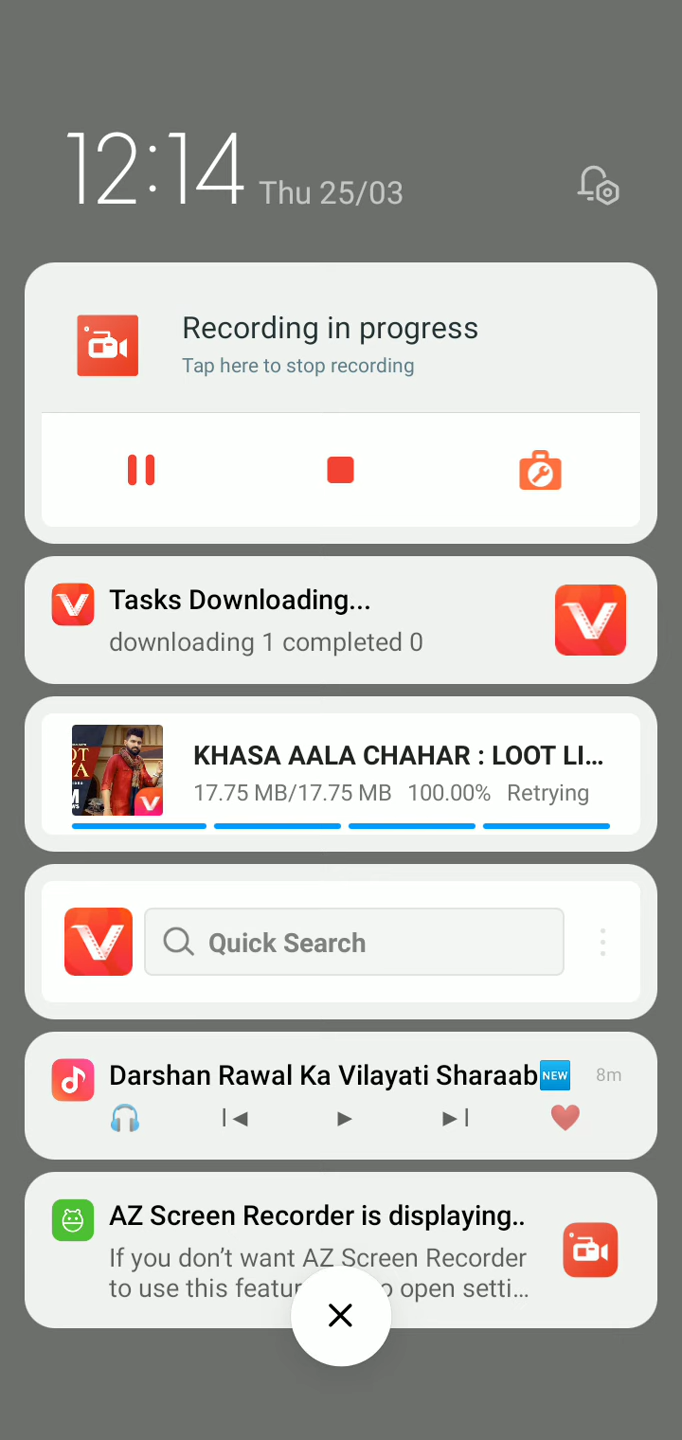 12:14 Thu 25/03
Recording in progress
Tap here to stop recording
Tasks Downloading...
downloading 1 completed 0
KHASA AALA CHAHAR : LOOT LI...
17.75 MB/17.75 MB 100.00% Retrying
Quick Search
Darshan Rawal Ka Vilayati Sharaab🆕 8m
AZ Screen Recorder is displaying..
If you don’t want AZ Screen Recorder
to use this open setti...